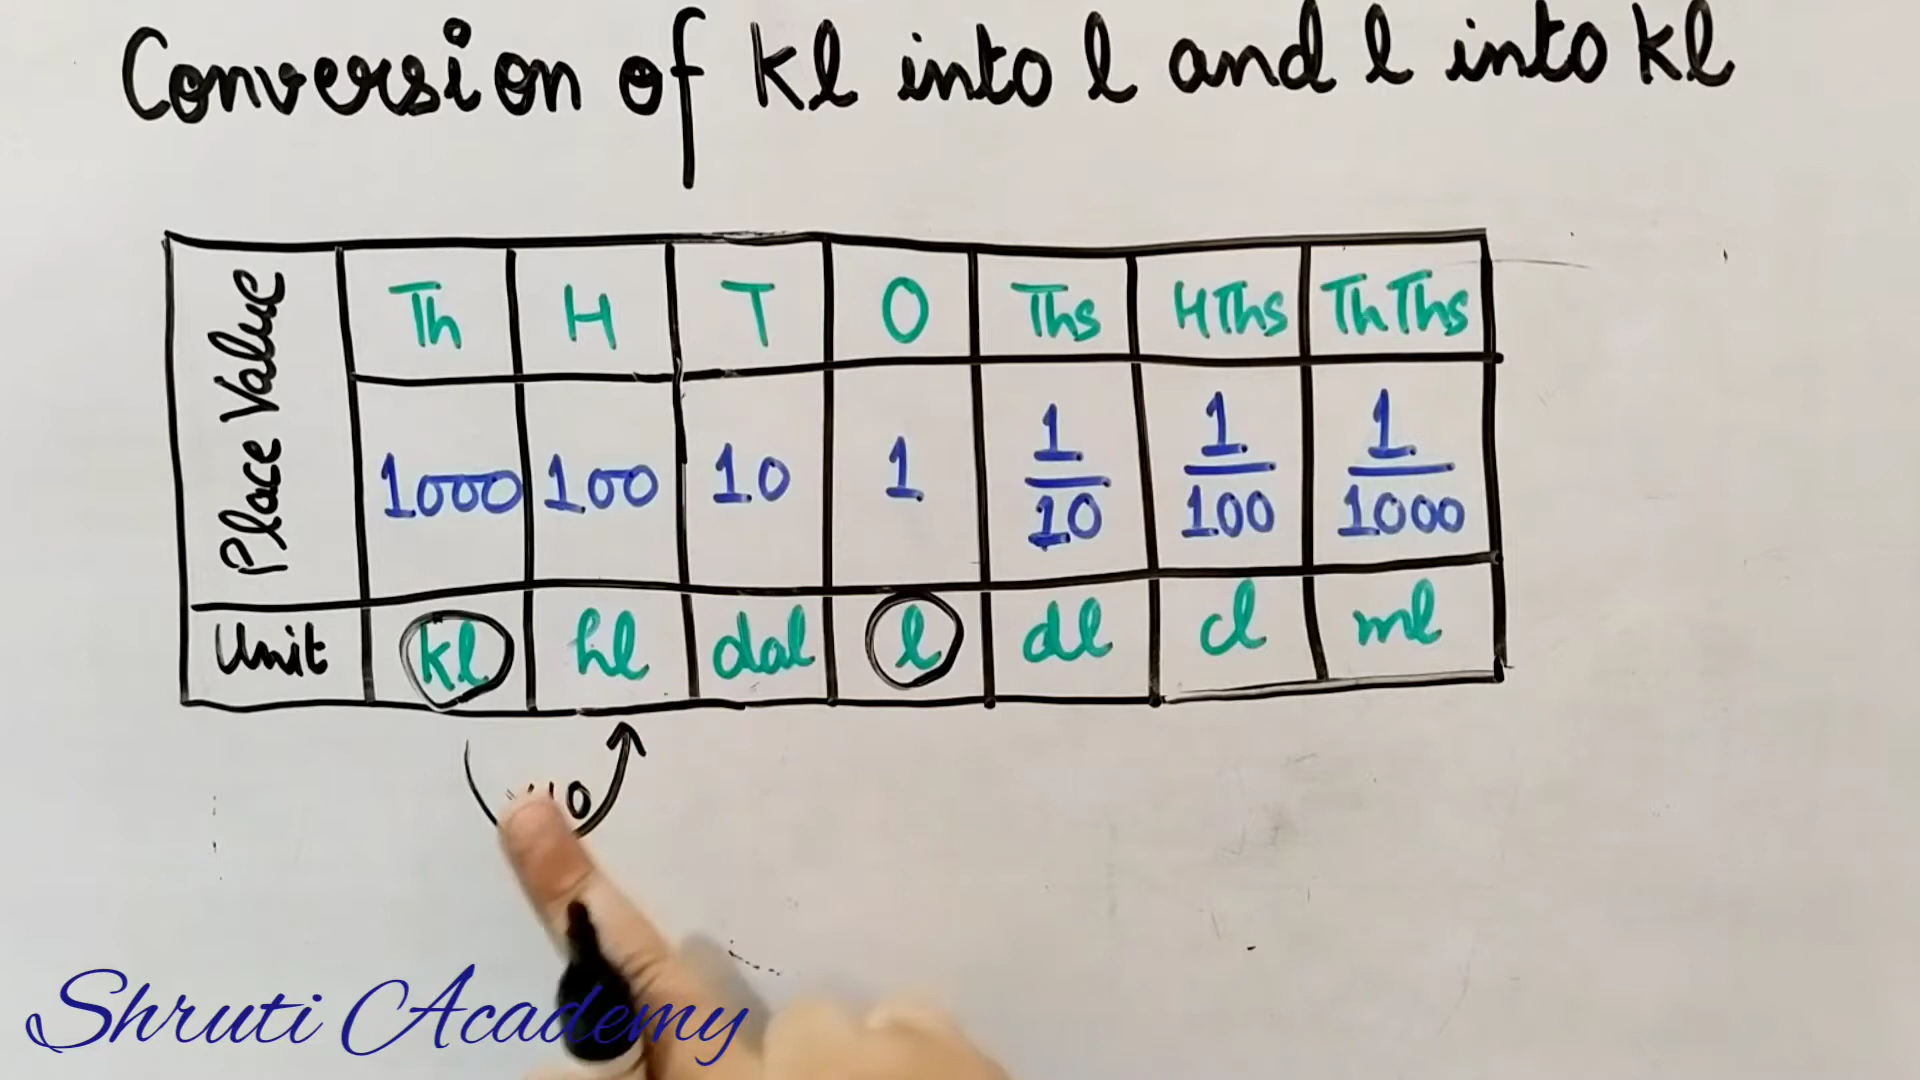 Conversion of kl into l and l into kl
Place Value
Th H T O Ths HThs ThThs
1000 100 10 1 1/10 1/100 1/1000
Unit kl hl dal l dl cl ml
10
Shruti Academy